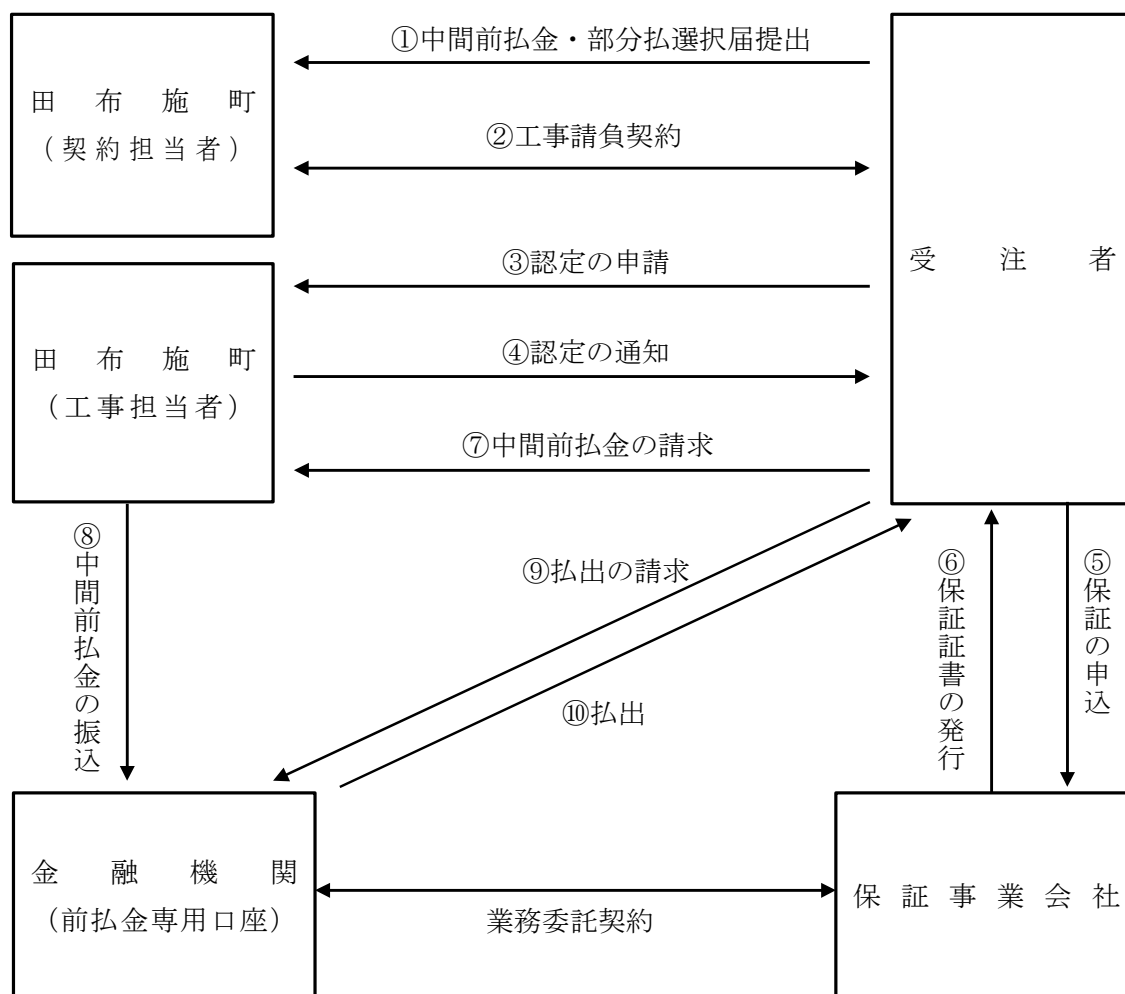 ①中間前払金・部分払選択届提出
田布施町
（契約担当者）
②工事請負契約
受注者
③認定の申請
田布施町
（工事担当者）
④認定の通知
⑦中間前払金の請求
⑧中間前払金の振込
⑨払出の請求
⑩払出
⑥保証証書の発行
⑤保証の申込
金融機関
（前払金専用口座）
業務委託契約
保証事業会社